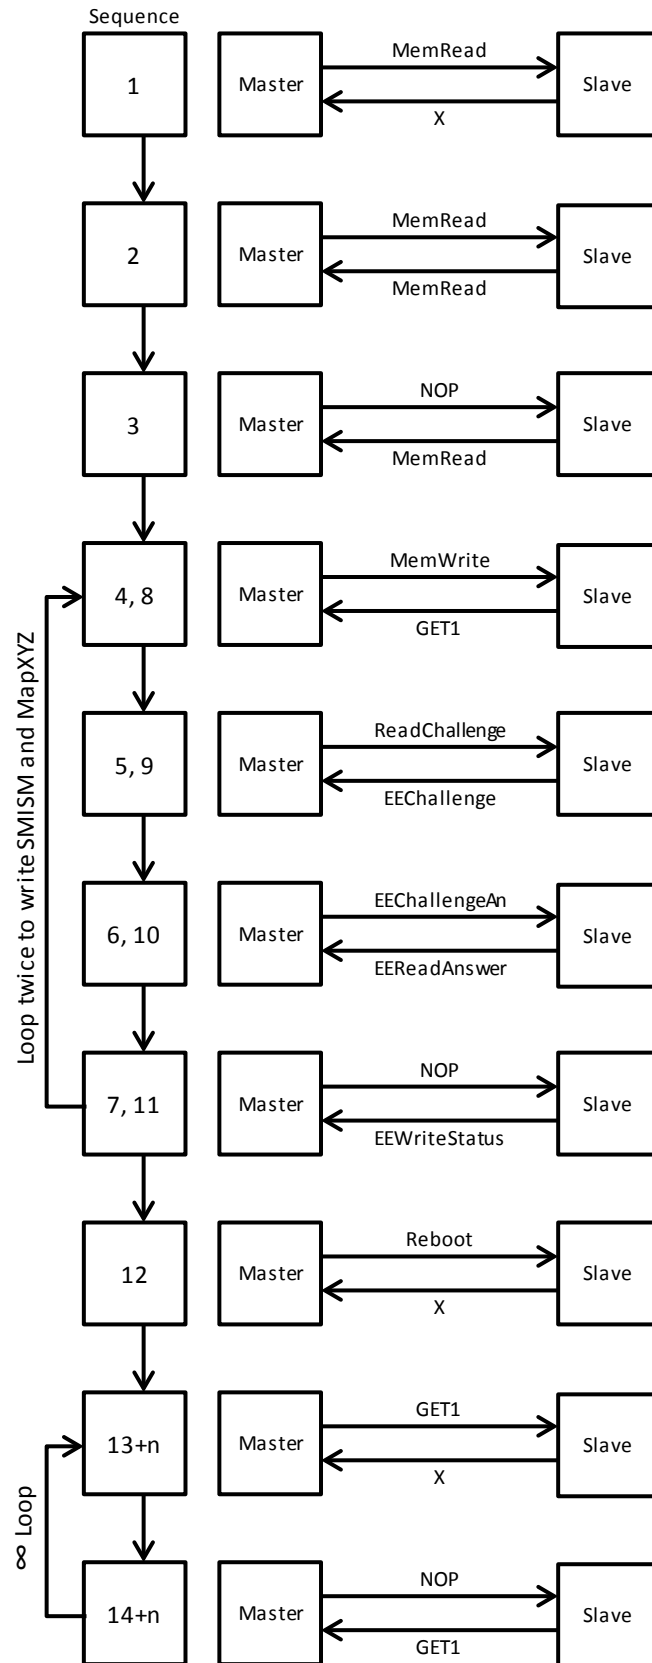 Sequence
1
Master
MemRead
X
Slave
2
Master
MemRead
MemRead
Slave
3
Master
NOP
MemRead
Slave
Loop twice to write SMISM and MapXYZ
4, 8
Master
MemWrite
GET1
Slave
5, 9
Master
ReadChallenge
EEChallenge
Slave
6, 10
Master
EEChallengeAn
EEReadAnswer
Slave
7, 11
Master
NOP
EEWriteStatus
Slave
12
Master
Reboot
X
Slave
∞ Loop
13+n
Master
GET1
X
Slave
14+n
Master
NOP
GET1
Slave